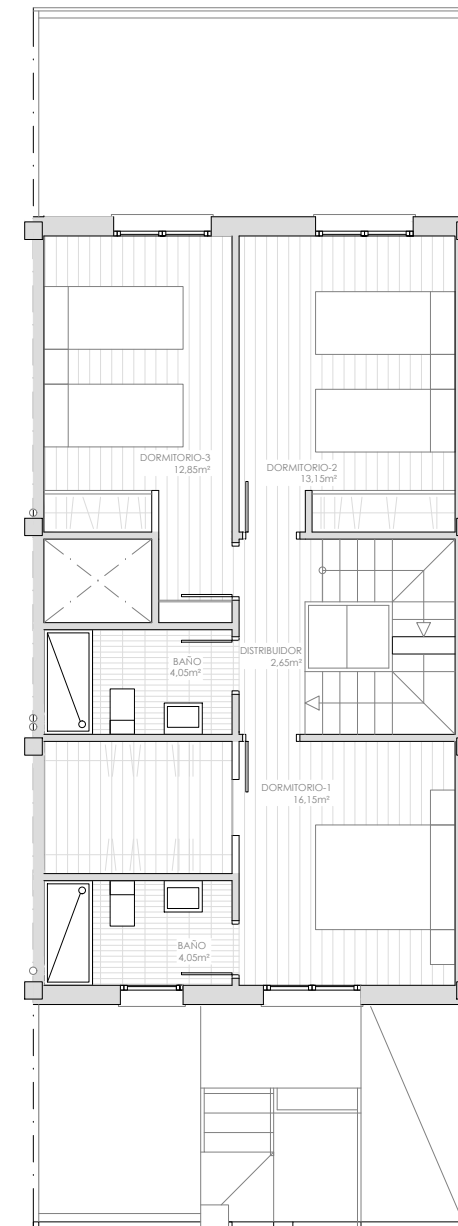 DORMITORIO-3
12,85m²
DORMITORIO-2
13,15m²
DISTRIBUIDOR
2,65m²
BAÑO
4,05m²
DORMITORIO-1
16,15m²
BAÑO
4,05m²